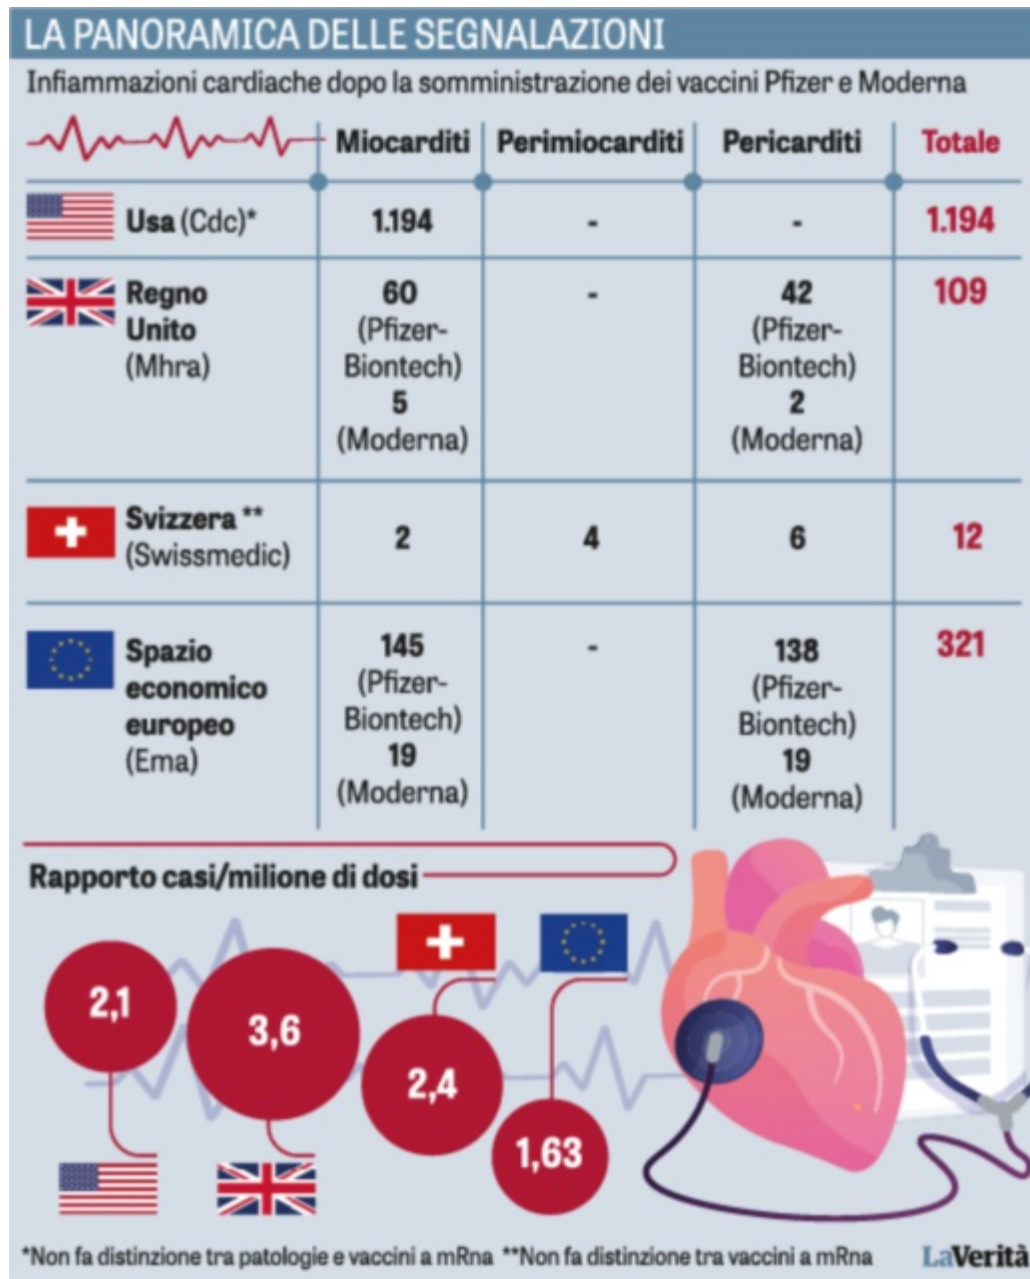 LA PANORAMICA DELLE SEGNALAZIONI
Infiammazioni cardiache dopo la somministrazione dei vaccini Pfizer e Moderna
Miocarditi Perimiocarditi Pericarditi Totale
Usa (Cdc)* 1.194 - - 1.194
Regno 60 - 42 109
Unito (Pfizer- (Pfizer-
(Mhra) Biontech) Biontech)
5 2
(Moderna) (Moderna)
Svizzera ** 2 4 6 12
(Swissmedic)
Spazio 145 - 138 321
economico (Pfizer- (Pfizer-
europeo Biontech) Biontech)
(Ema) 19 19
(Moderna) (Moderna)
Rapporto casi/milione di dosi
2,1
3,6
2,4
1,63
*Non fa distinzione tra patologie e vaccini a mRna **Non fa distinzione tra vaccini a mRna
LaVerità